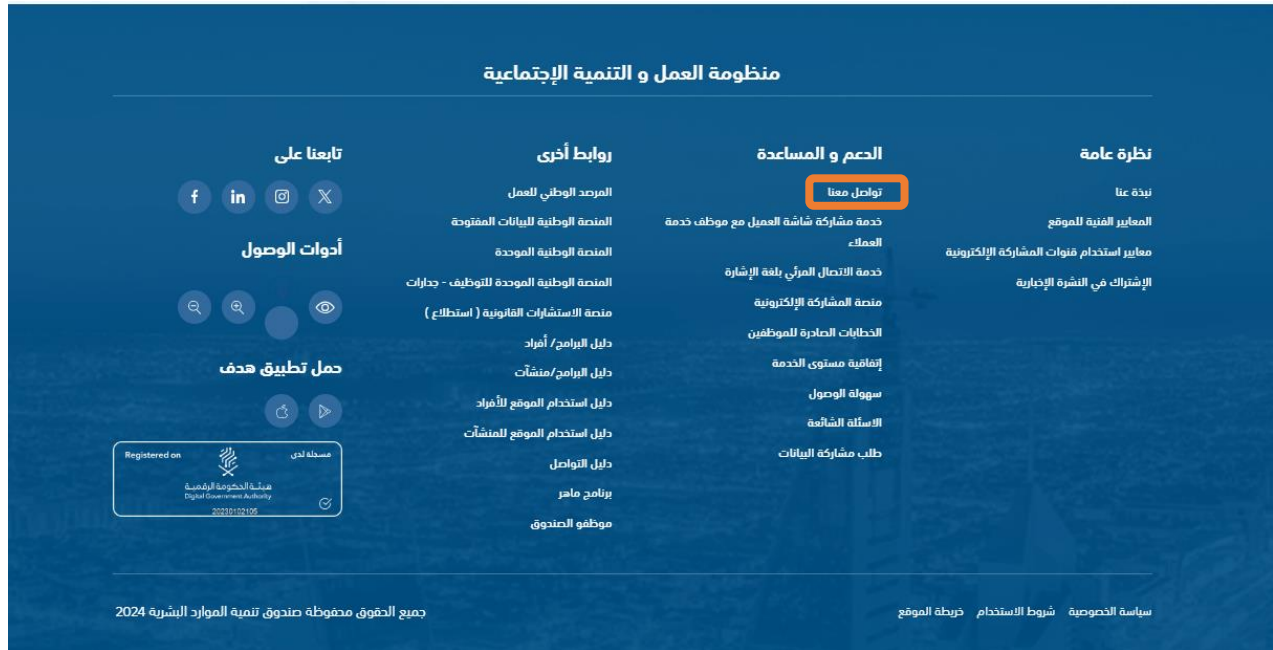 منظومة العمل و التنمية الإجتماعية
نظرة عامة
نبذة عنا
المعايير الفنية للموقع
معايير استخدام قنوات المشاركة الإلكترونية
الإشتراك في النشرة الإخبارية
الدعم و المساعدة
تواصل معنا
خدمة مشاركة شاشة العميل مع موظف خدمة
العملاء
خدمة الاتصال المرئي بلغة الإشارة
منصة المشاركة الإلكترونية
الخطابات الصادرة للموظفين
إتفاقية مستوى الخدمة
سهولة الوصول
الاسئلة الشائعة
طلب مشاركة البيانات
روابط أخرى
المرصد الوطني للعمل
المنصة الوطنية للبيانات المفتوحة
المنصة الوطنية الموحدة
المنصة الوطنية الموحدة للتوظيف - جدارات
منصة الاستشارات القانونية ( استطلاع )
دليل البرامج/ أفراد
دليل البرامج/منشآت
دليل استخدام الموقع للأفراد
دليل استخدام الموقع للمنشآت
دليل التواصل
برنامج ماهر
موظفو الصندوق
تابعنا على
أدوات الوصول
حمل تطبيق هدف
مسجلة لدى
Registered on
هيئة الحكومة الرقمية
Digital Government Authority
20230102105
سياسة الخصوصية شروط الاستخدام خريطة الموقع
جميع الحقوق محفوظة صندوق تنمية الموارد البشرية 2024